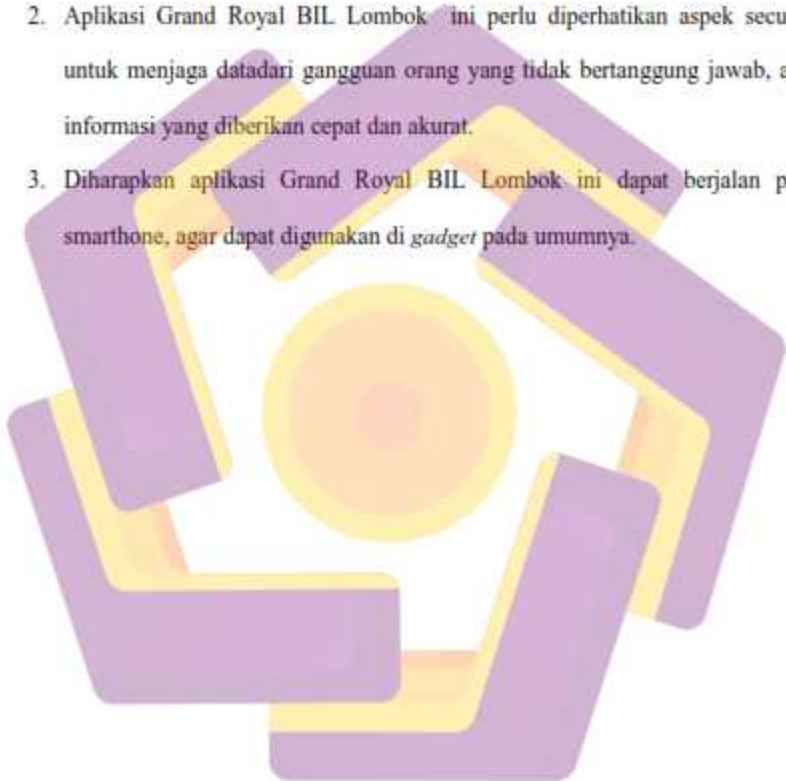 2. Aplikasi Grand Royal BIL Lombok ini perlu diperhatikan aspek
untuk menjaga datadari gangguan orang yang tidak bertanggung jawab,
informasi yang diberikan cepat dan akurat.
3. Diharapkan aplikasi Grand Royal BIL Lombok ini dapat berjalan
smarthone, agar dapat digunakan di gadget pada umumnya.